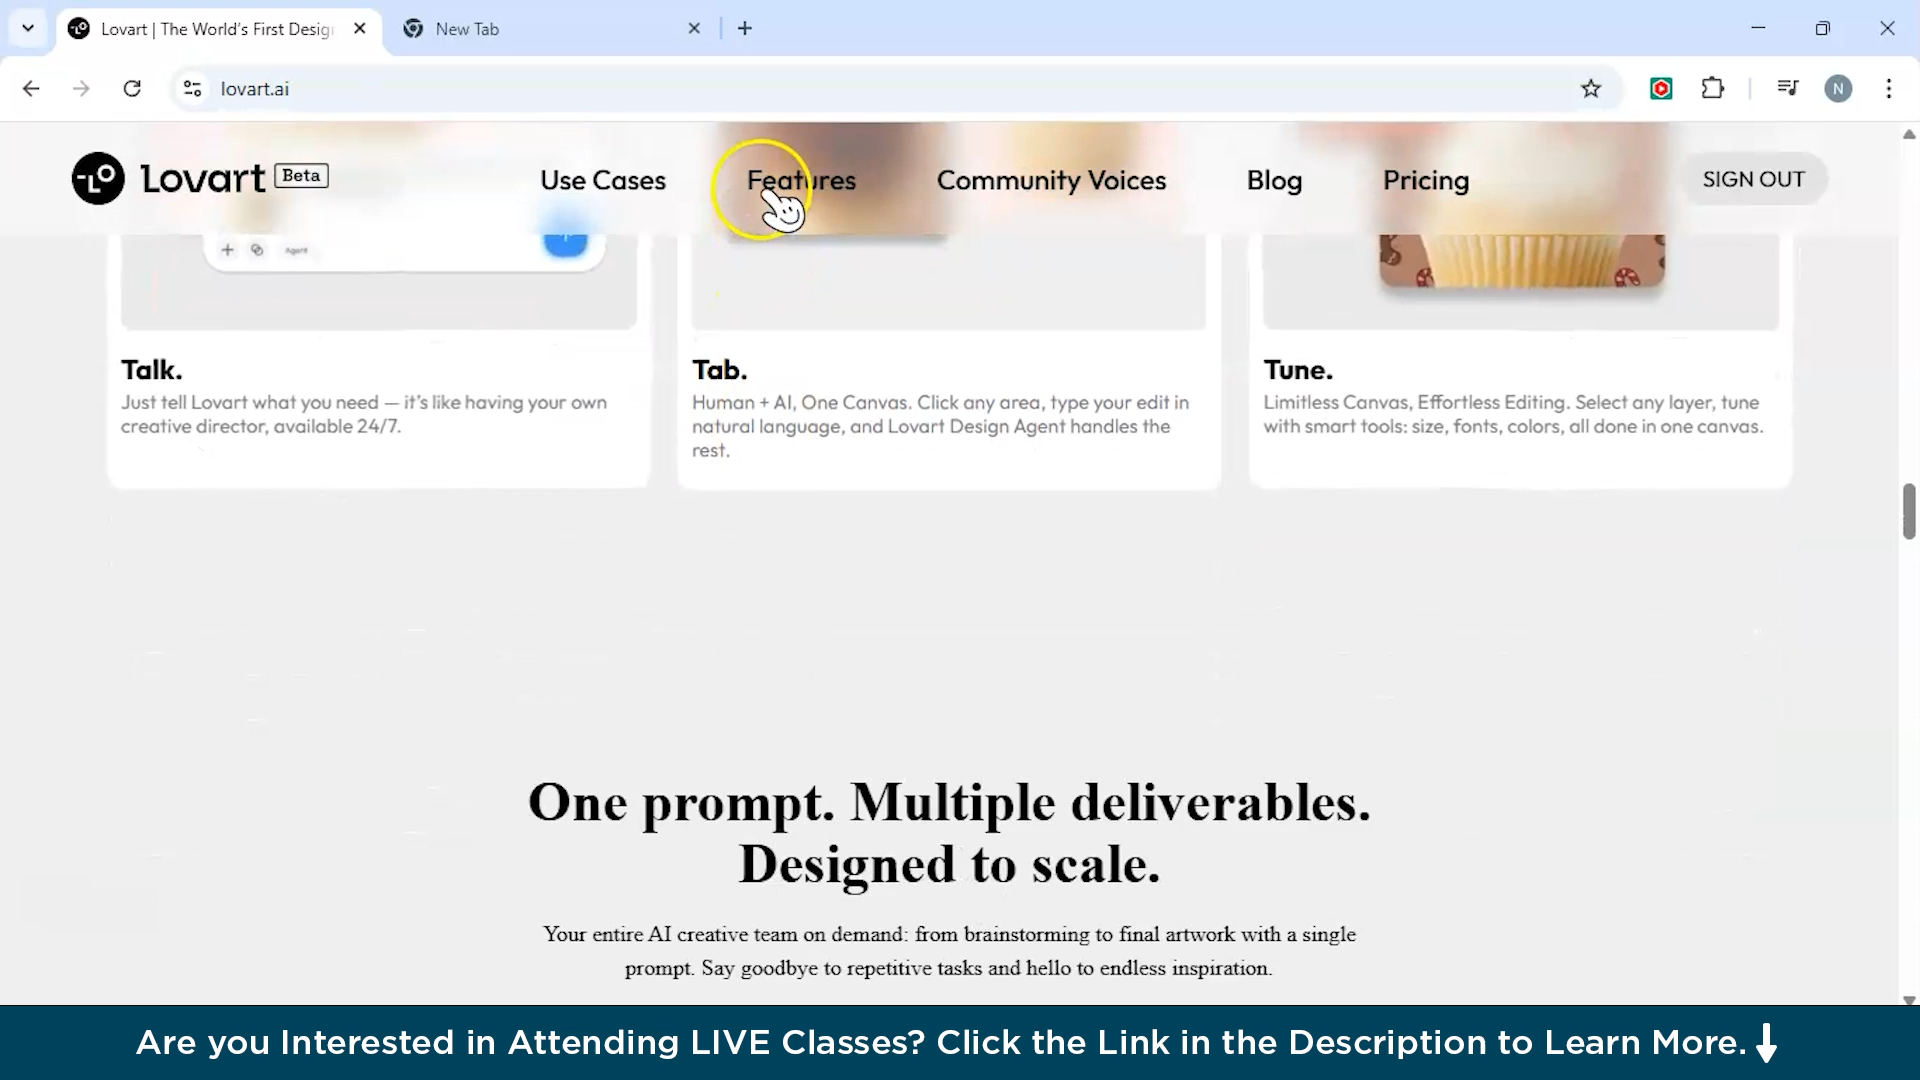 Lovart | The World's First Desig
New Tab
lovart.ai
N
Lovart Beta
Use Cases
Features
Community Voices
Blog
Pricing
SIGN OUT
Agent
Talk.
Just tell Lovart what you need — it's like having your own
creative director, available 24/7.
Tab.
Human + AI, One Canvas. Click any area, type your edit in
natural language, and Lovart Design Agent handles the
rest.
Tune.
Limitless Canvas, Effortless Editing. Select any layer, tune
with smart tools: size, fonts, colors, all done in one canvas.
One prompt. Multiple deliverables.
Designed to scale.
Your entire AI creative team on demand: from brainstorming to final artwork with a single
prompt. Say goodbye to repetitive tasks and hello to endless inspiration.
Are you Interested in Attending LIVE Classes? Click the Link in the Description to Learn More.